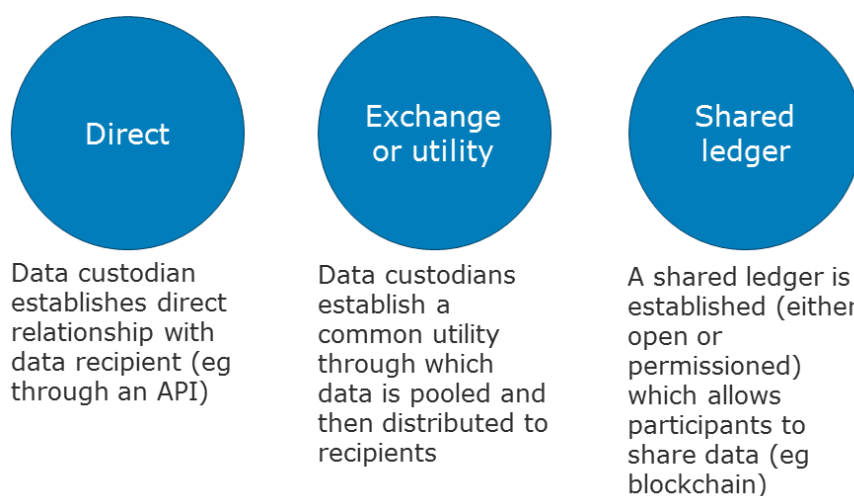 Direct
Exchange
or utility
Shared
ledger
Data custodian
establishes direct
relationship with
data recipient (eg
through an API)
Data custodians
establish a
common utility
through which
data is pooled and
then distributed to
recipients
A shared ledger is
established (either
open or
permissioned)
which allows
participants to
share data (eg
blockchain)